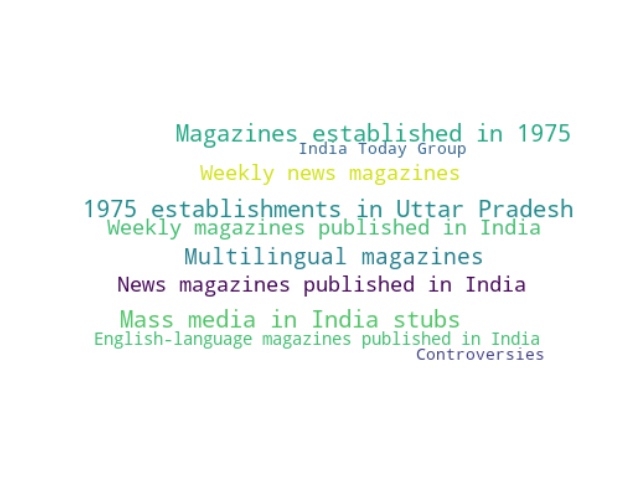 Magazines established in 1975
India Today Group
Weekly news magazines
1975 establishments in Uttar Pradesh
Weekly magazines published in India
Multilingual magazines
News magazines published in India
Mass media in India stubs
English-language magazines published in India
Controversies